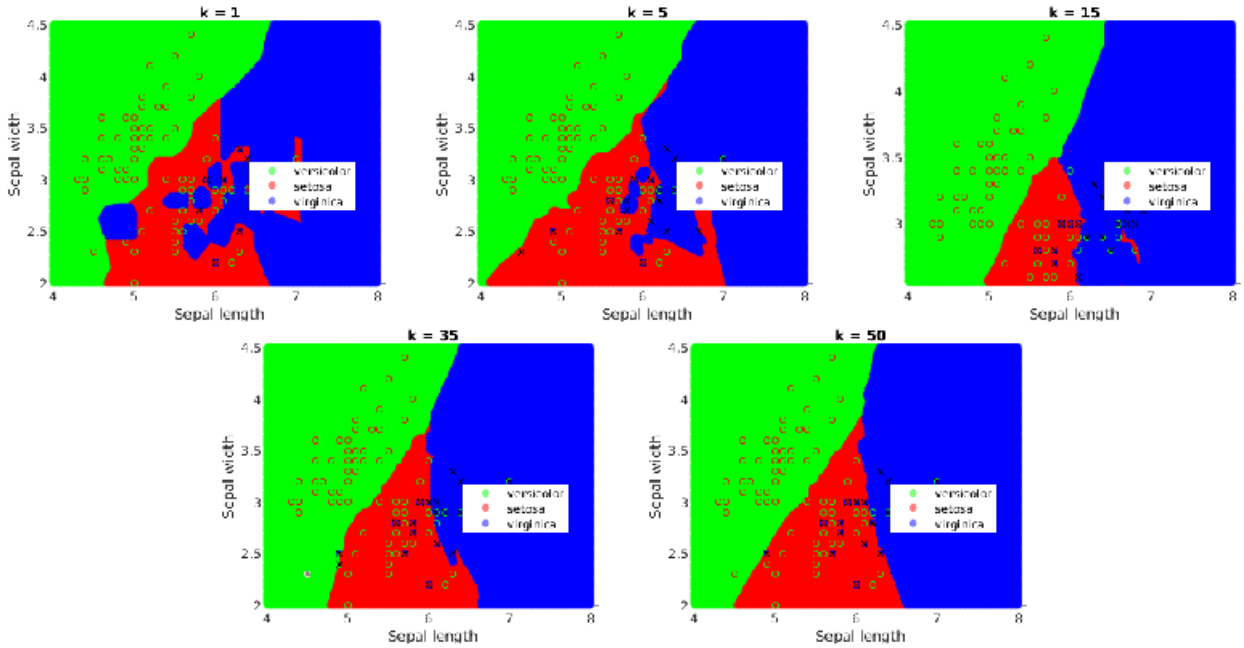 k = 1
4.5
4
3.5
3
2.5
2
4
5
6
7
8
Sepal width
Sepal length
versicolor
setosa
virginica
k = 5
4.5
4
3.5
3
2.5
2
4
5
6
7
8
Sepal width
Sepal length
versicolor
setosa
virginica
k = 15
4.5
4
3.5
3
4
5
6
7
8
Sepal width
Sepal length
versicolor
setosa
virginica
k = 35
4.5
4
3.5
3
2.5
2
4
5
6
7
8
Sepal width
Sepal length
versicolor
setosa
virginica
k = 50
4.5
4
3.5
3
2.5
2
4
5
6
7
8
Sepal width
Sepal length
versicolor
setosa
virginica